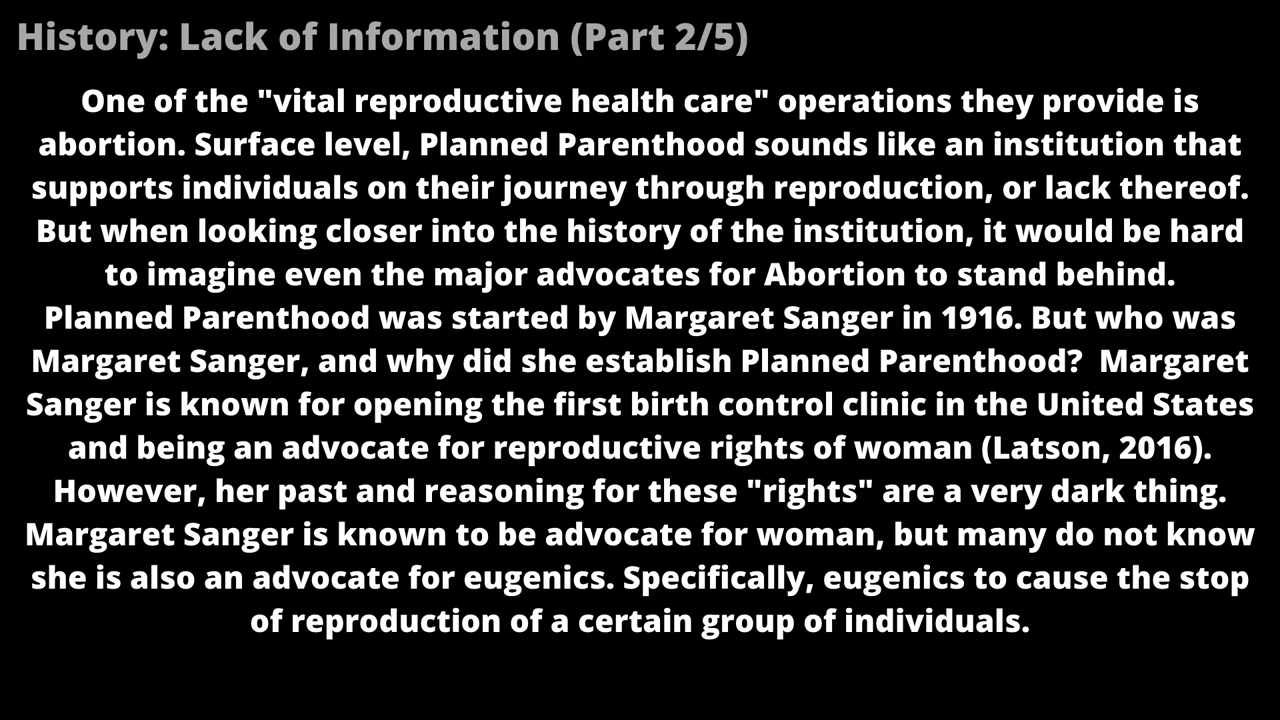 History: Lack of Information (Part 2/5)
One of the "vital reproductive health care" operations they provide is
abortion. Surface level, Planned Parenthood sounds like an institution that
supports individuals on their journey through reproduction, or lack thereof.
But when looking closer into the history of the institution, it would be hard
to imagine even the major advocates for Abortion to stand behind.
Planned Parenthood was started by Margaret Sanger in 1916. But who was
Margaret Sanger, and why did she establish Planned Parenthood?  Margaret
Sanger is known for opening the first birth control clinic in the United States
and being an advocate for reproductive rights of woman (Latson, 2016).
However, her past and reasoning for these "rights" are a very dark thing.
Margaret Sanger is known to be advocate for woman, but many do not know
she is also an advocate for eugenics. Specifically, eugenics to cause the stop
of reproduction of a certain group of individuals.